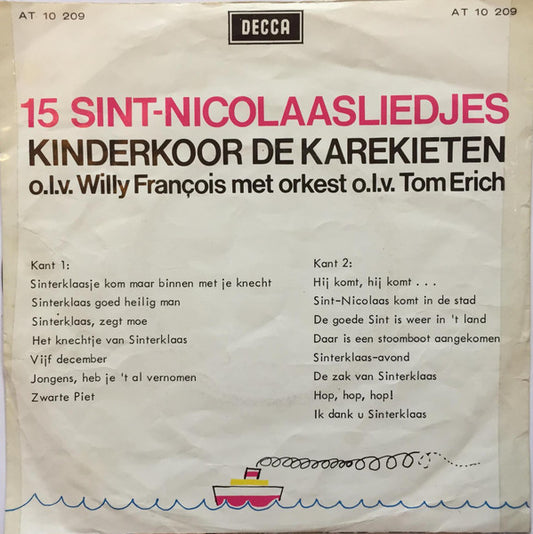 AT 10 209
DECCA
AT 10 209
15 SINT-NICOLAASLIEDJES
KINDERKOOR DE KAREKIETEN
o.l.v. Willy François met orkest o.l.v. Tom Erich
Kant 1:
Sinterklaasje kom maar binnen met je knecht
Sinterklaas goed heilig man
Sinterklaas, zegt moe
Het knechtje van Sinterklaas
Vijf december
Jongens, heb je 't al vernomen
Zwarte Piet
Kant 2:
Hij komt, hij komt . . .
Sint-Nicolaas komt in de stad
De goede Sint is weer in 't land
Daar is een stoomboot aangekomen
Sinterklaas-avond
De zak van Sinterklaas
Hop, hop, hop!
Ik dank u Sinterklaas